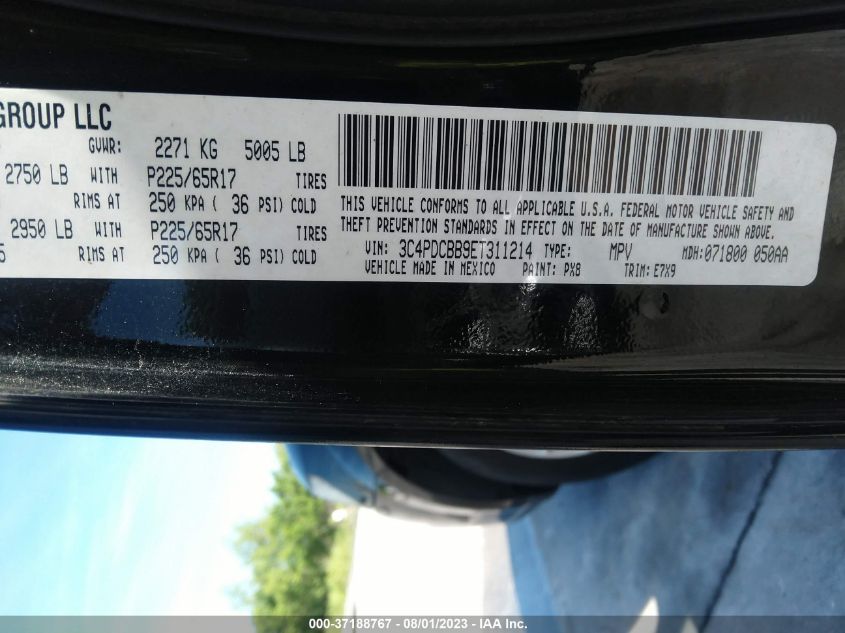 GROUP LLC
GVWR: 2271 KG 5005 LB
2750 LB WITH P225/65R17 TIRES
RIMS AT 250 KPA ( 36 PSI) COLD
2950 LB WITH P225/65R17 TIRES
5 RIMS AT 250 KPA ( 36 PSI) COLD
THIS VEHICLE CONFORMS TO ALL APPLICABLE U.S.A. FEDERAL MOTOR VEHICLE SAFETY AND
THEFT PREVENTION STANDARDS IN EFFECT ON THE DATE OF MANUFACTURE SHOWN ABOVE.
VIN: 3C4PDCBB9ET311214 TYPE: MPV MDH:071800 050AA
VEHICLE MADE IN MEXICO PAINT: PX8 TRIM: E7X9
000-37188767 - 08/01/2023 - IAA Inc.